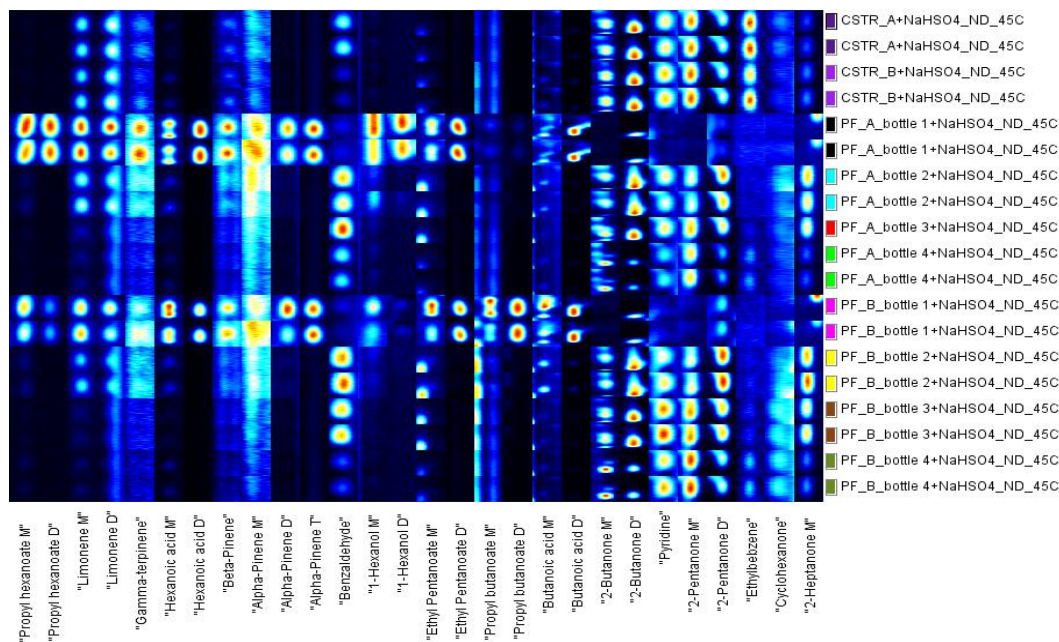 CSTR_A+NaHSO4_ND_45C
CSTR_A+NaHSO4_ND_45C
CSTR_B+NaHSO4_ND_45C
CSTR_B+NaHSO4_ND_45C
PF_A_bottle 1+NaHSO4_ND_45C
PF_A_bottle 1+NaHSO4_ND_45C
PF_A_bottle 2+NaHSO4_ND_45C
PF_A_bottle 2+NaHSO4_ND_45C
PF_A_bottle 3+NaHSO4_ND_45C
PF_A_bottle 4+NaHSO4_ND_45C
PF_A_bottle 4+NaHSO4_ND_45C
PF_B_bottle 1+NaHSO4_ND_45C
PF_B_bottle 1+NaHSO4_ND_45C
PF_B_bottle 2+NaHSO4_ND_45C
PF_B_bottle 2+NaHSO4_ND_45C
PF_B_bottle 3+NaHSO4_ND_45C
PF_B_bottle 3+NaHSO4_ND_45C
PF_B_bottle 4+NaHSO4_ND_45C
PF_B_bottle 4+NaHSO4_ND_45C
"Propyl hexanoate M"
"Propyl hexanoate D"
"Limonene M"
"Limonene D"
"Gamma-terpinene"
"Hexanoic acid M"
"Hexanoic acid D"
"Beta-Pinene"
"Alpha-Pinene M"
"Alpha-Pinene D"
"Alpha-Pinene T"
"Benzaldehyde"
"1-Hexanol M"
"1-Hexanol D"
"Ethyl Pentanoate M"
"Ethyl Pentanoate D"
"Propyl butanoate M"
"Propyl butanoate D"
"Butanoic acid M"
"Butanoic acid D"
"2-Butanone M"
"2-Butanone D"
"Pyridine"
"2-Pentanone M"
"2-Pentanone D"
"Ethylbebzene"
"Cyclohexanone"
"2-Heptanone M"